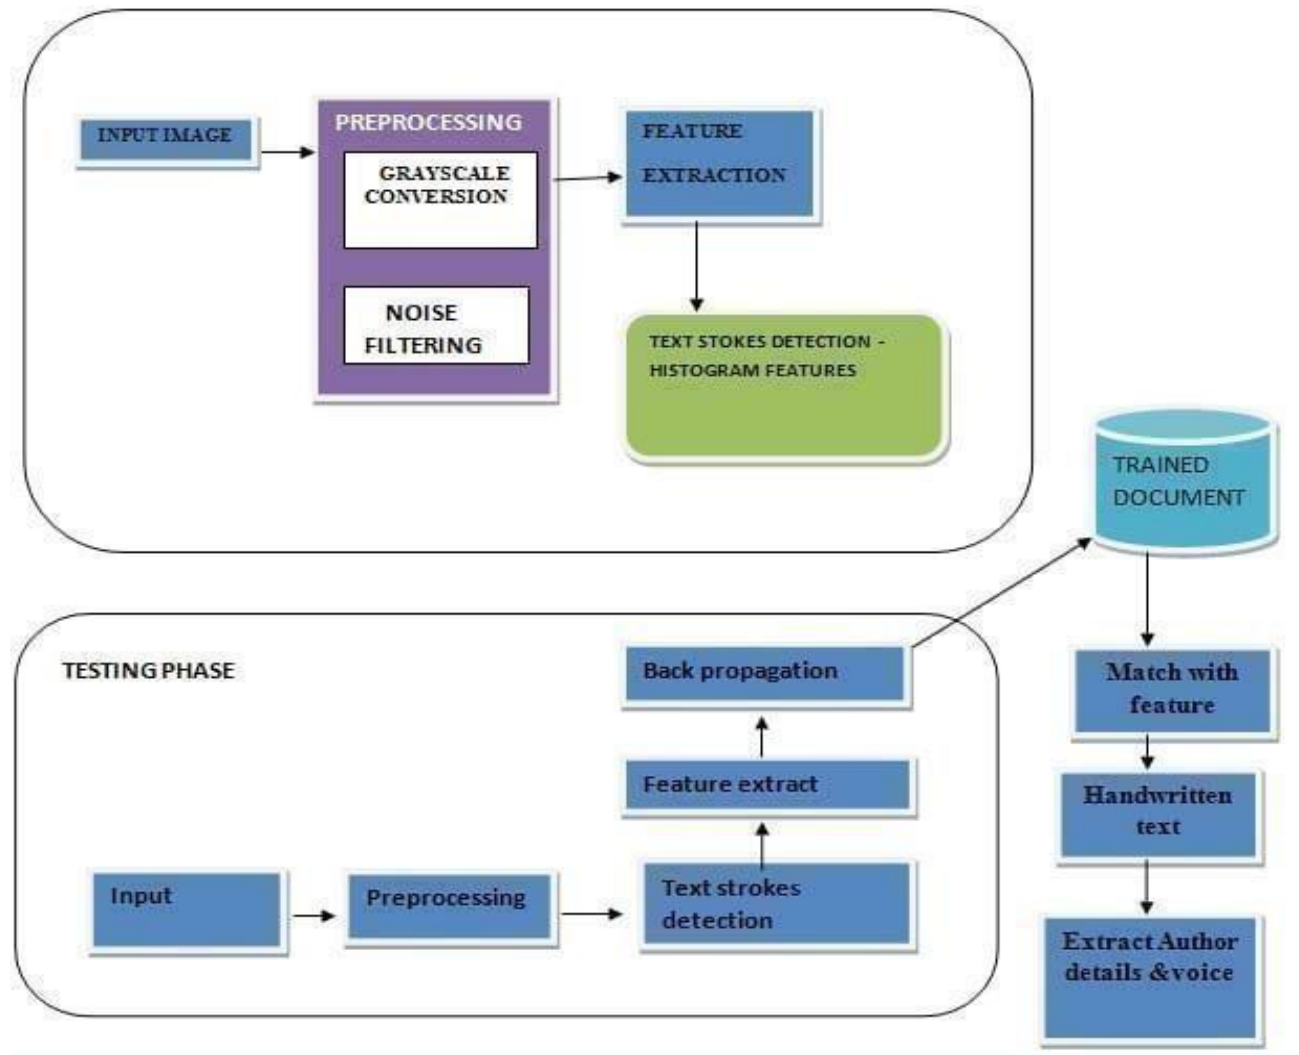 INPUT IMAGE
PREPROCESSING
GRAYSCALE
CONVERSION
NOISE
FILTERING
FEATURE
EXTRACTION
TEXT STOKES DETECTION -
HISTOGRAM FEATURES
TRAINED
DOCUMENT
TESTING PHASE
Back propagation
Feature extract
Input
Preprocessing
Text strokes
detection
Match with
feature
Handwritten
text
Extract Author
details &voice